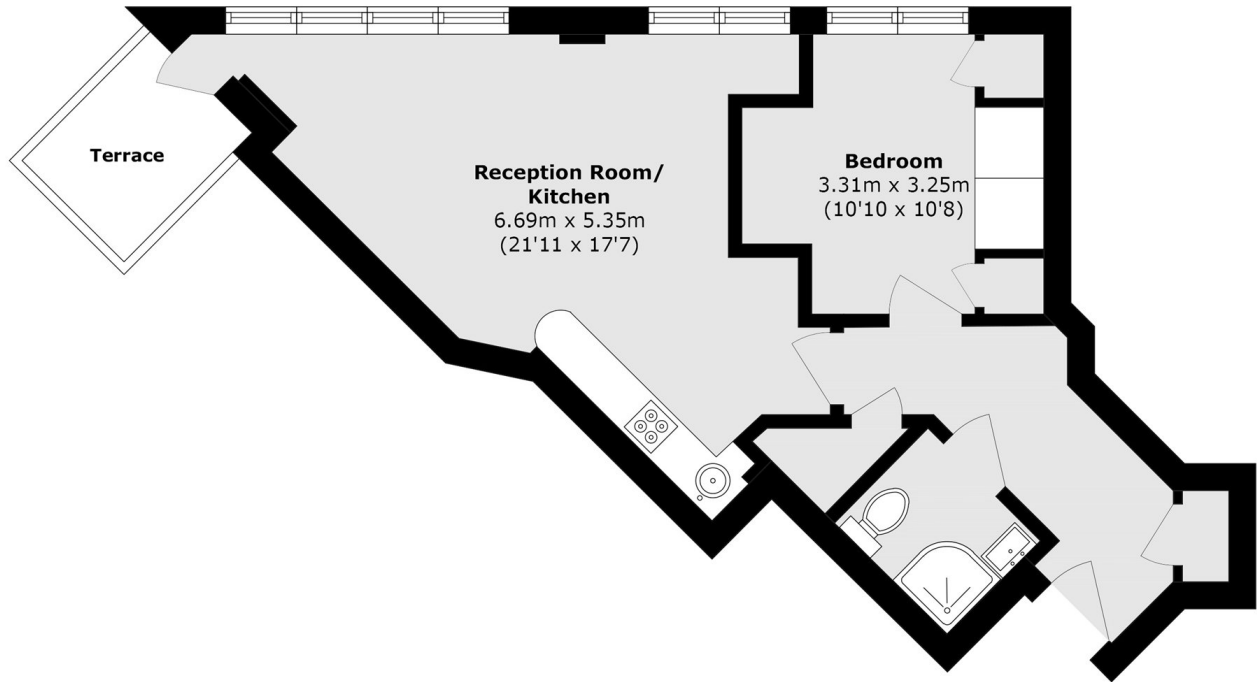 Terrace
Reception Room/
Kitchen
6.69m x 5.35m
(21'11 x 17'7)
Bedroom
3.31m x 3.25m
(10'10 x 10'8)